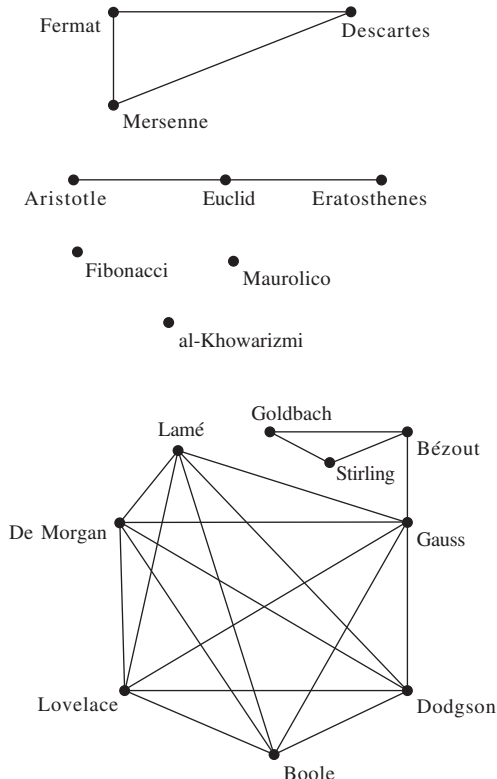 Fermat
Descartes
Mersenne
Aristotle
Euclid
Eratosthenes
Fibonacci
Maurolico
al-Khowarizmi
Goldbach
Lamé
Bézout
Stirling
De Morgan
Gauss
Lovelace
Dodgson
Boole